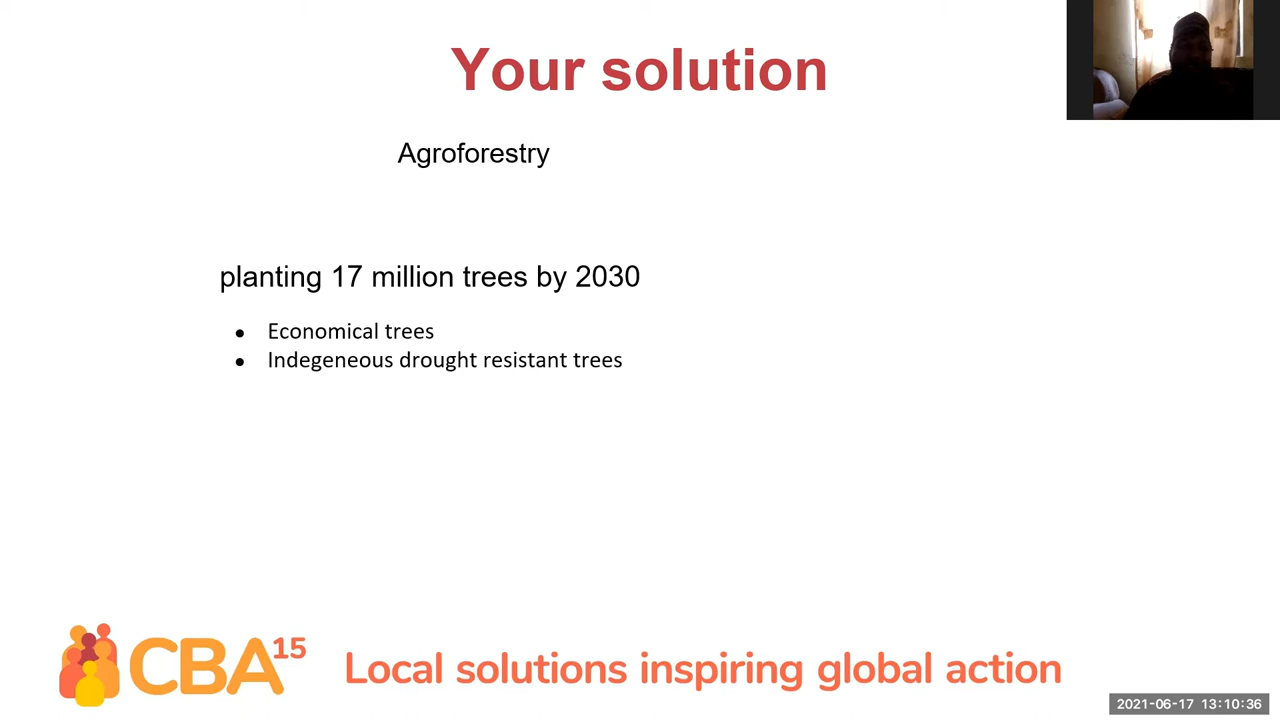 Your solution
Agroforestry
planting 17 million trees by 2030
• Economical trees
• Indegeneous drought resistant trees
CBA15
Local solutions inspiring global action
2021-06-17 13:10:36